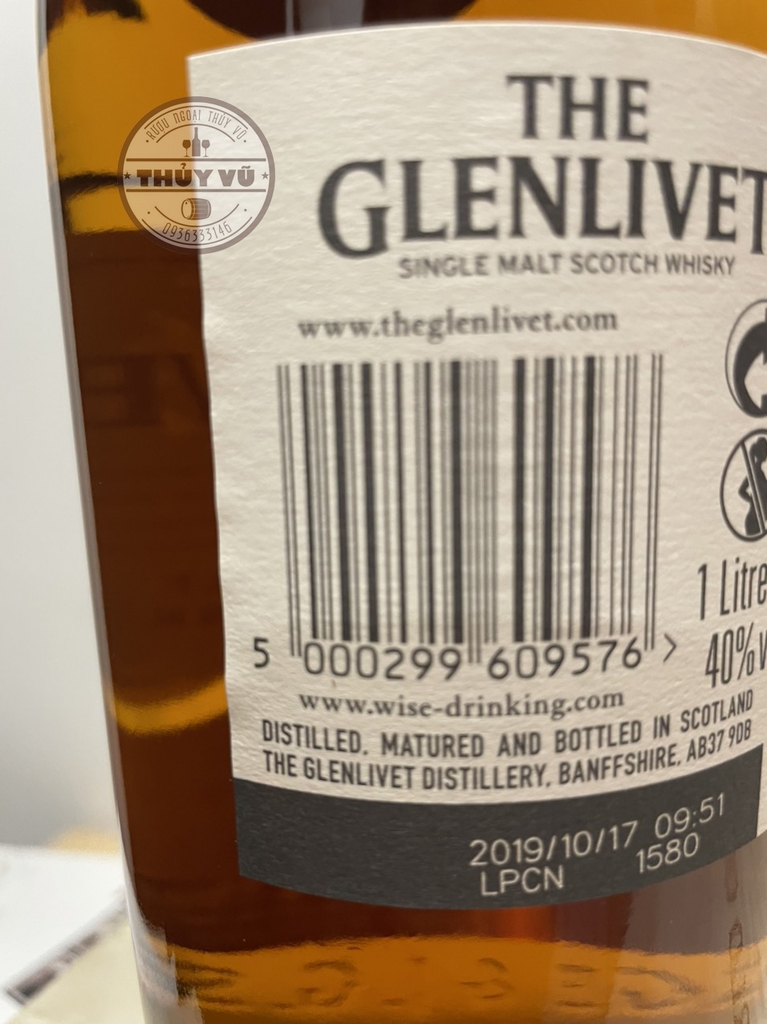 THE
GLENLIVET
SINGLE MALT SCOTCH WHISKY
RƯỢU NGOẠI THỦY VŨ
THỦY VŨ
0936333146
www.theglenlivet.com
5 000299 609576 >
1 Litre
40%
www.wise-drinking.com
DISTILLED, MATURED AND BOTTLED IN SCOTLAND
THE GLENLIVET DISTILLERY, BANFFSHIRE, AB37 9DB
2019/10/17 09:51
LPCN 1580